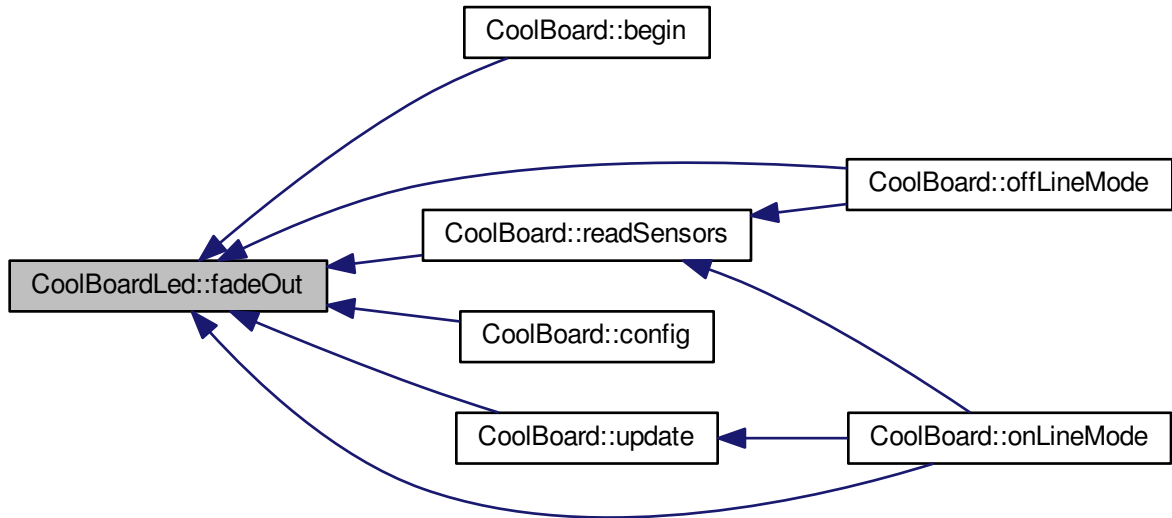 CoolBoard::begin
CoolBoard::offLineMode
CoolBoard::readSensors
CoolBoardLed::fadeOut
CoolBoard::config
CoolBoard::update
CoolBoard::onLineMode